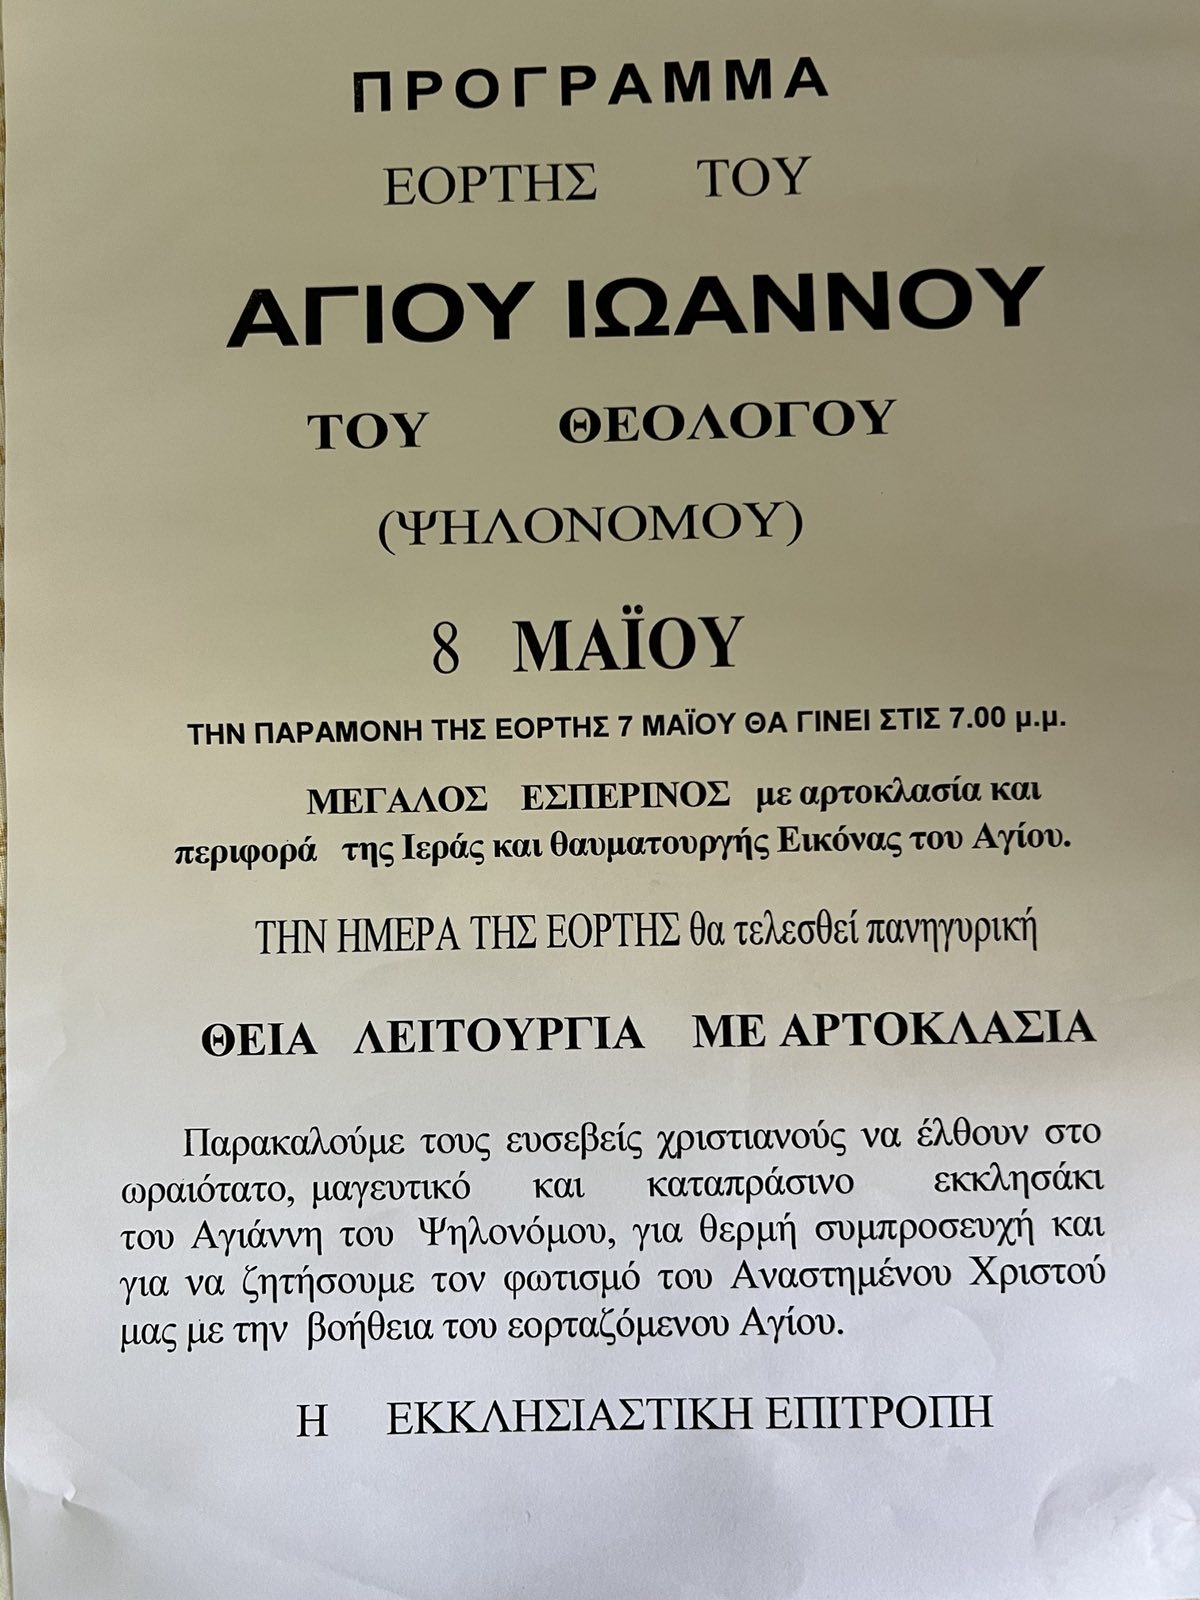 ΠΡΟΓΡΑΜΜΑ
ΕΟΡΤΗΣ ΤΟΥ
ΑΓΙΟΥ ΙΩΑΝΝΟΥ
ΤΟΥ ΘΕΟΛΟΓΟΥ
(ΨΗΛΟΝΟΜΟΥ)
8 ΜΑΪΟΥ
ΤΗΝ ΠΑΡΑΜΟΝΗ ΤΗΣ ΕΟΡΤΗΣ 7 ΜΑΪΟΥ ΘΑ ΓΙΝΕΙ ΣΤΙΣ 7.00 μ.μ.
ΜΕΓΑΛΟΣ ΕΣΠΕΡΙΝΟΣ με αρτοκλασία και
περιφορά της Ιεράς και θαυματουργής Εικόνας του Αγίου.
ΤΗΝ ΗΜΕΡΑ ΤΗΣ ΕΟΡΤΗΣ θα τελεσθεί πανηγυρική
ΘΕΙΑ ΛΕΙΤΟΥΡΓΙΑ ΜΕ ΑΡΤΟΚΛΑΣΙΑ
Παρακαλούμε τους ευσεβείς χριστιανούς να έλθουν στο
ωραιότατο, μαγευτικό και καταπράσινο εκκλησάκι
του Αγιάννη του Ψηλονόμου, για θερμή συμπροσευχή και
για να ζητήσουμε τον φωτισμό του Αναστημένου Χριστού
μας με την βοήθεια του εορταζόμενου Αγίου.
Η ΕΚΚΛΗΣΙΑΣΤΙΚΗ ΕΠΙΤΡΟΠΗ